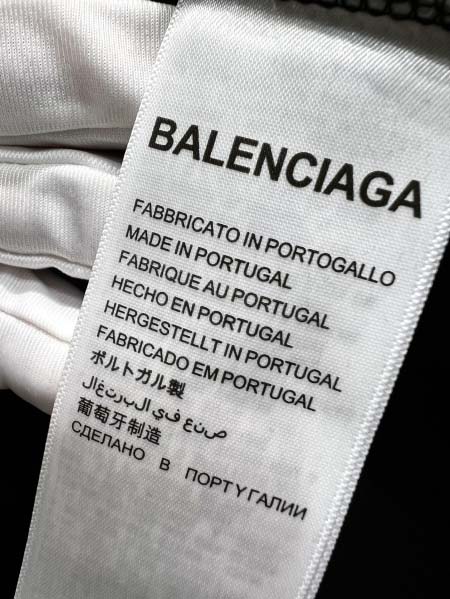 BALENCIAGA
FABBRICATO IN PORTOGALLO
MADE IN PORTUGAL
FABRIQUE AU PORTUGAL
HECHO EN PORTUGAL
HERGESTELLT IN PORTUGAL
FABRICADO EM PORTUGAL
ポルトガル製
صنع في البرتغال
葡萄牙制造
СДЕЛАНО В ПОРТУГАЛИИ